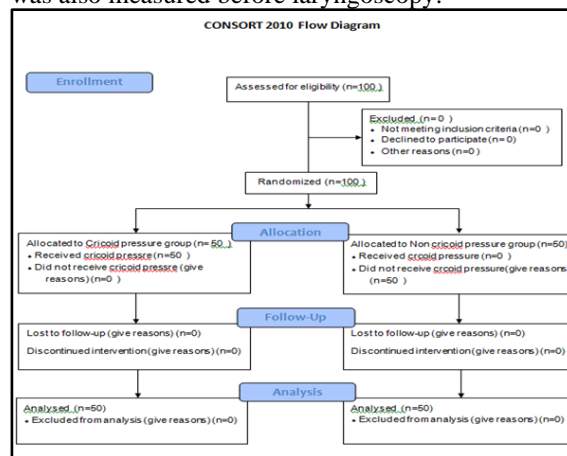 was also measured before laryngoscopy.
CONSORT 2010 Flow Diagram
Enrollment
Assessed for eligibility (n=100 )
Excluded (n= 0 )
• Not meeting inclusion criteria (n=0 )
• Declined to participate (n= 0)
• Other reasons (n=0)
Randomized (n=100 )
Allocation
Allocated to Cricoid pressure group (n= 50 )
• Received cricoid pressre (n=50 )
• Did not receive cricoid pressre (give
reasons) (n=0 )
Allocated to Non cricoid pressure group (n=50)
• Received crcoid pressure (n=0 )
• Did not receive crcoid pressure(give reasons
(n=50 )
Follow-Up
Lost to follow-up (give reasons) (n=0)
Discontinued intervention (give reasons) (n=0)
Lost to follow-up (give reasons) (n=0)
Discontinued intervention (give reasons) (n=0)
Analysis
Analysed (n=50)
• Excluded from analysis (give reasons) (n=0)
Analysed (n=50)
• Excluded from analysis (give reasons) (n=0)